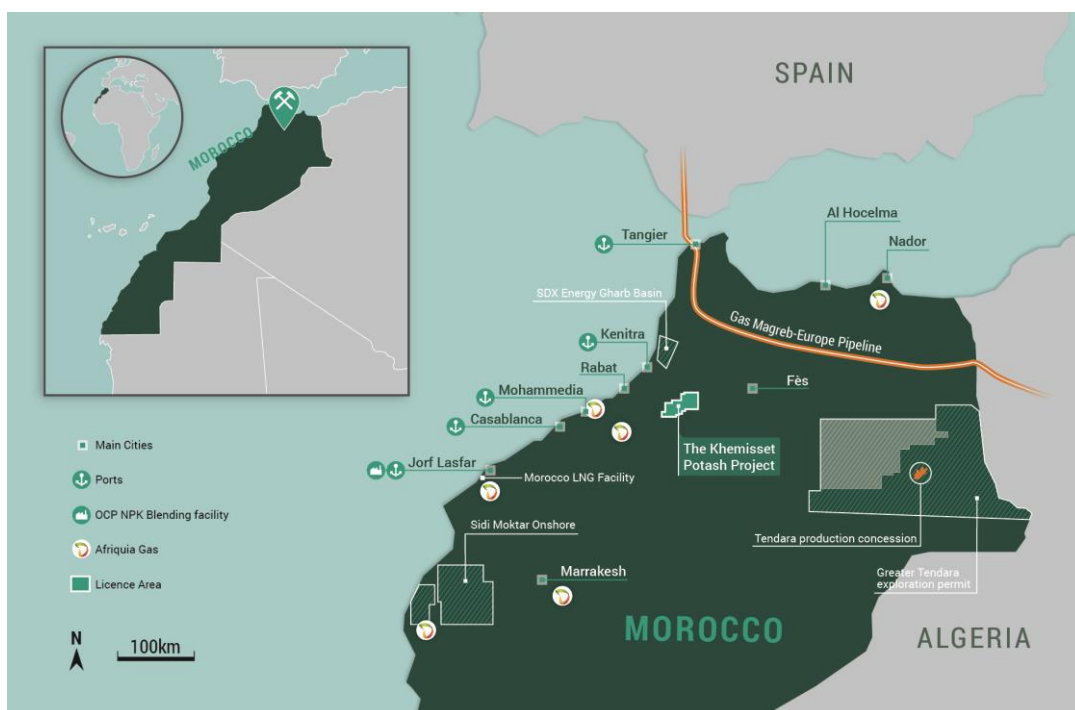 MOROCCO
SPAIN
Al Hocelma
Nador
Tangier
SDX Energy Gharb Basin
Gas Magreb-Europe Pipeline
Kenitra
Rabat
Fès
Mohammedia
Casablanca
The Khemisset
Potash Project
Jorf Lasfar
Morocco LNG Facility
Main Cities
Ports
OCP NPK Blending facility
Afriquia Gas
Licence Area
Sidi Moktar Onshore
Tendara production concession
Greater Tendara
exploration permit
Marrakesh
MOROCCO
ALGERIA
N
100km